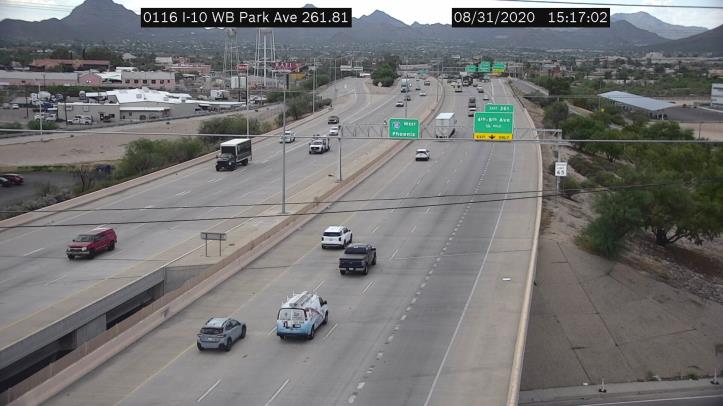 0116 I-10 WB Park Ave 261.81
08/31/2020 15:17:02
West
Phoenix
EXIT 261
4th-6th Ave
EXIT ONLY
65